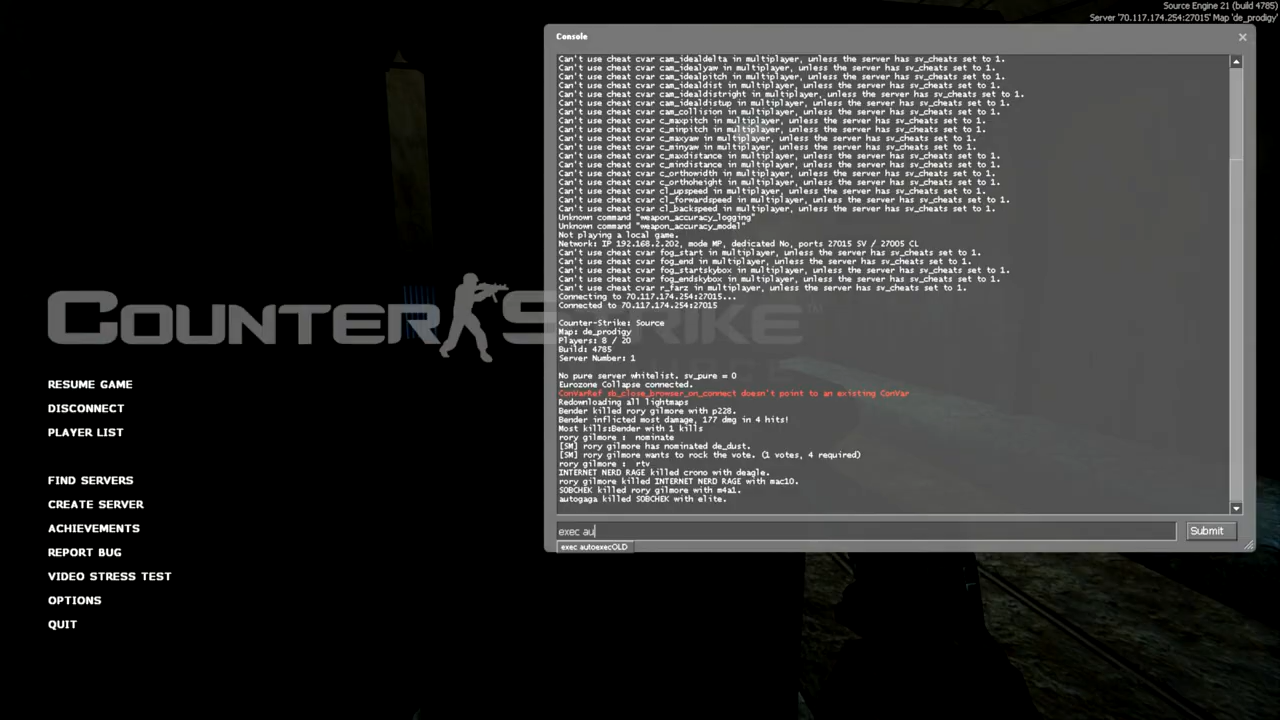 Source Engine 21 (build 4785)
Server '70.117.174.254:27015' Map 'de_prodigy'
Console
Can't use cheat cvar cam_idealdelta in multiplayer, unless the server has sv_cheats set to 1.
Can't use cheat cvar cam_idealyaw in multiplayer, unless the server has sv_cheats set to 1.
Can't use cheat cvar cam_idealpitch in multiplayer, unless the server has sv_cheats set to 1.
Can't use cheat cvar cam_idealdist in multiplayer, unless the server has sv_cheats set to 1.
Can't use cheat cvar cam_idealdistright in multiplayer, unless the server has sv_cheats set to 1.
Can't use cheat cvar cam_idealdistup in multiplayer, unless the server has sv_cheats set to 1.
Can't use cheat cvar cam_collision in multiplayer, unless the server has sv_cheats set to 1.
Can't use cheat cvar c_maxpitch in multiplayer, unless the server has sv_cheats set to 1.
Can't use cheat cvar c_minpitch in multiplayer, unless the server has sv_cheats set to 1.
Can't use cheat cvar c_maxyaw in multiplayer, unless the server has sv_cheats set to 1.
Can't use cheat cvar c_minyaw in multiplayer, unless the server has sv_cheats set to 1.
Can't use cheat cvar c_maxdistance in multiplayer, unless the server has sv_cheats set to 1.
Can't use cheat cvar c_mindistance in multiplayer, unless the server has sv_cheats set to 1.
Can't use cheat cvar c_orthowidth in multiplayer, unless the server has sv_cheats set to 1.
Can't use cheat cvar c_orthoheight in multiplayer, unless the server has sv_cheats set to 1.
Can't use cheat cvar cl_upspeed in multiplayer, unless the server has sv_cheats set to 1.
Can't use cheat cvar cl_forwardspeed in multiplayer, unless the server has sv_cheats set to 1.
Can't use cheat cvar cl_backspeed in multiplayer, unless the server has sv_cheats set to 1.
Unknown command "weapon_accuracy_logging"
Unknown command "weapon_accuracy_model"
Not playing a local game.
Network: IP 192.168.2.202, mode MP, dedicated No, ports 27015 SV / 27005 CL
Can't use cheat cvar fog_start in multiplayer, unless the server has sv_cheats set to 1.
Can't use cheat cvar fog_end in multiplayer, unless the server has sv_cheats set to 1.
Can't use cheat cvar fog_startskybox in multiplayer, unless the server has sv_cheats set to 1.
Can't use cheat cvar fog_endskybox in multiplayer, unless the server has sv_cheats set to 1.
Can't use cheat cvar r_farz in multiplayer, unless the server has sv_cheats set to 1.
Connecting to 70.117.174.254:27015...
Connected to 70.117.174.254:27015
Counter-Strike: Source
Map: de_prodigy
Players: 8 / 20
Build: 4785
Server Number: 1
No pure server whitelist. sv_pure = 0
Eurozone Collapse connected.
ConVarRef sb_close_browser_on_connect doesn't point to an existing ConVar
Redownloading all lightmaps
Bender killed rory gilmore with p228.
Bender inflicted most damage, 177 dmg in 4 hits!
Most kills:Bender with 1 kills
rory gilmore :  nominate
[SM] rory gilmore has nominated de_dust.
[SM] rory gilmore wants to rock the vote. (1 votes, 4 required)
rory gilmore :  rtv
INTERNET NERD RAGE killed crono with deagle.
rory gilmore killed INTERNET NERD RAGE with mac10.
SOBCHEK killed rory gilmore with m4a1.
autogaga killed SOBCHEK with elite.
exec au
Submit
exec autoexecOLD
COUNTER STRIKE™
RESUME GAME
DISCONNECT
PLAYER LIST
FIND SERVERS
CREATE SERVER
ACHIEVEMENTS
REPORT BUG
VIDEO STRESS TEST
OPTIONS
QUIT